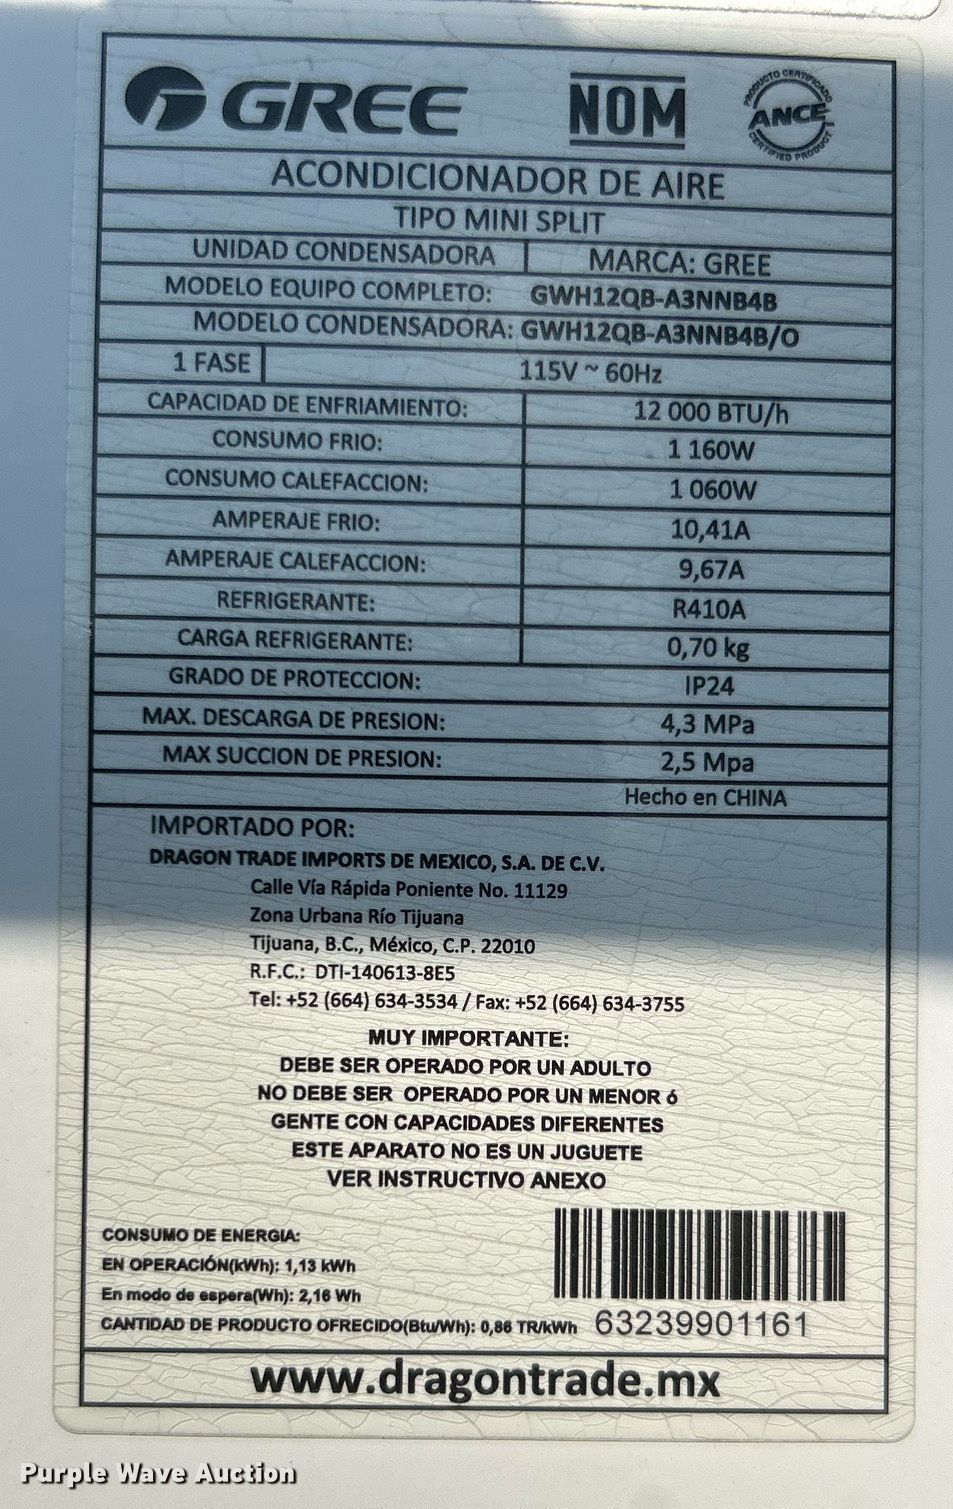 GREE
NOM
PRODUCTO CERTIFICADO
ANCE
CERTIFIED PRODUCT
ACONDICIONADOR DE AIRE
TIPO MINI SPLIT
UNIDAD CONDENSADORA MARCA: GREE
MODELO EQUIPO COMPLETO: GWH12QB-A3NNB4B
MODELO CONDENSADORA: GWH12QB-A3NNB4B/O
1 FASE 115V ~ 60Hz
CAPACIDAD DE ENFRIAMIENTO: 12 000 BTU/h
CONSUMO FRIO: 1 160W
CONSUMO CALEFACCION: 1 060W
AMPERAJE FRIO: 10,41A
AMPERAJE CALEFACCION: 9,67A
REFRIGERANTE: R410A
CARGA REFRIGERANTE: 0,70 kg
GRADO DE PROTECCION: IP24
MAX. DESCARGA DE PRESION: 4,3 MPa
MAX SUCCION DE PRESION: 2,5 Mpa
Hecho en CHINA
IMPORTADO POR:
DRAGON TRADE IMPORTS DE MEXICO, S.A. DE C.V.
Calle Vía Rápida Poniente No. 11129
Zona Urbana Río Tijuana
Tijuana, B.C., México, C.P. 22010
R.F.C.: DTI-140613-8E5
Tel: +52 (664) 634-3534 / Fax: +52 (664) 634-3755
MUY IMPORTANTE:
DEBE SER OPERADO POR UN ADULTO
NO DEBE SER OPERADO POR UN MENOR ó
GENTE CON CAPACIDADES DIFERENTES
ESTE APARATO NO ES UN JUGUETE
VER INSTRUCTIVO ANEXO
CONSUMO DE ENERGIA:
EN OPERACIÓN(kWh): 1,13 kWh
En modo de espera(Wh): 2,16 Wh
CANTIDAD DE PRODUCTO OFRECIDO(Btu/Wh): 0,86 TR/kWh
63239901161
www.dragontrade.mx
Purple Wave Auction